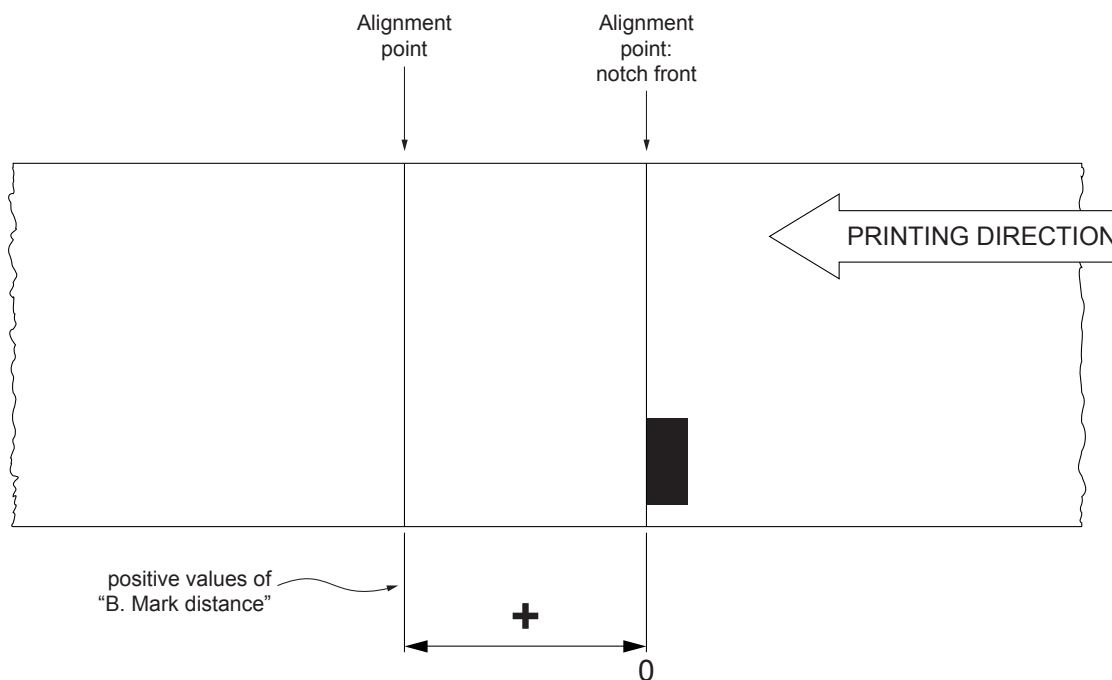 Alignment
point
Alignment
point:
notch front
PRINTING DIRECTION
positive values of
“B. Mark distance”
+
0